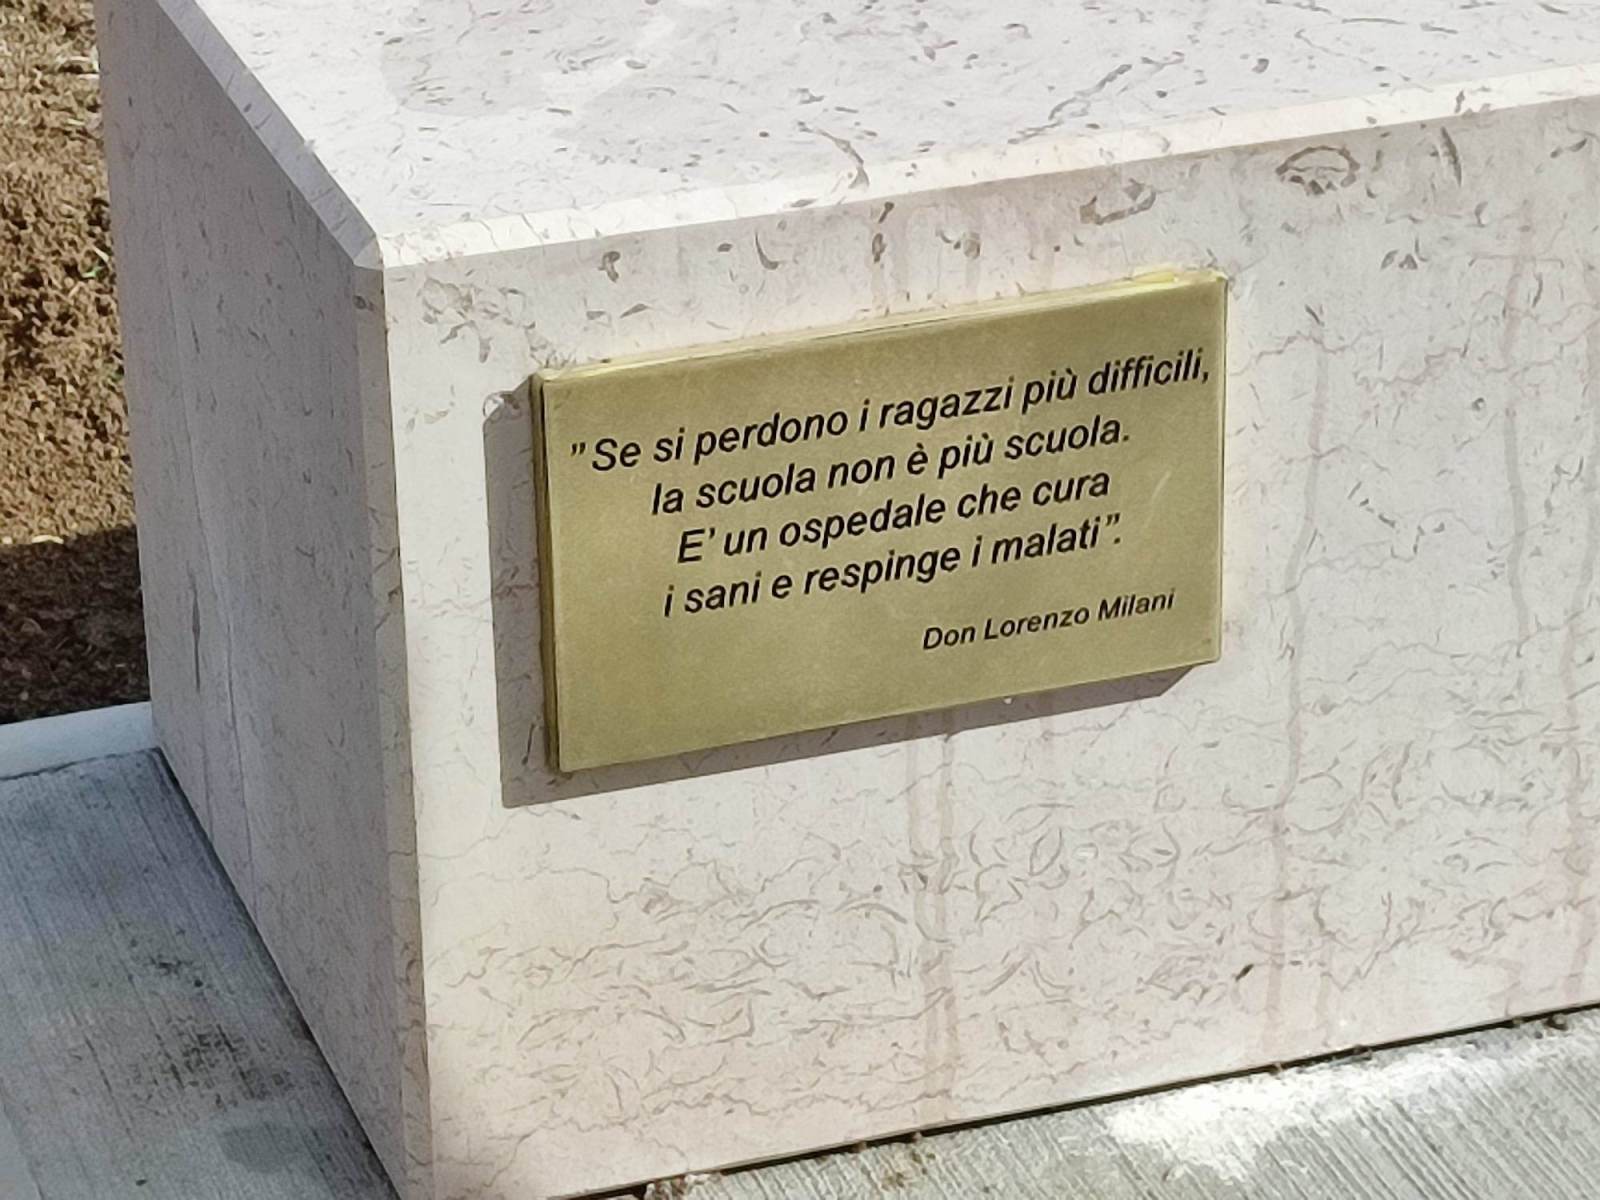 ”Se si perdono i ragazzi più difficili,
la scuola non è più scuola.
E’ un ospedale che cura
i sani e respinge i malati”.
Don Lorenzo Milani